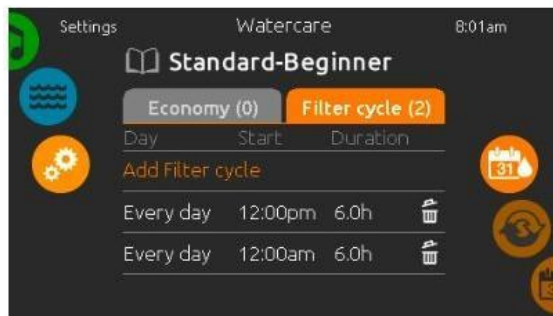 Settings Watercare 8:01am
Standard-Beginner
Economy (0) Filter cycle (2)
Day Start Duration
Add Filter cycle
31
Every day 12:00pm 6.0h
Every day 12:00am 6.0h